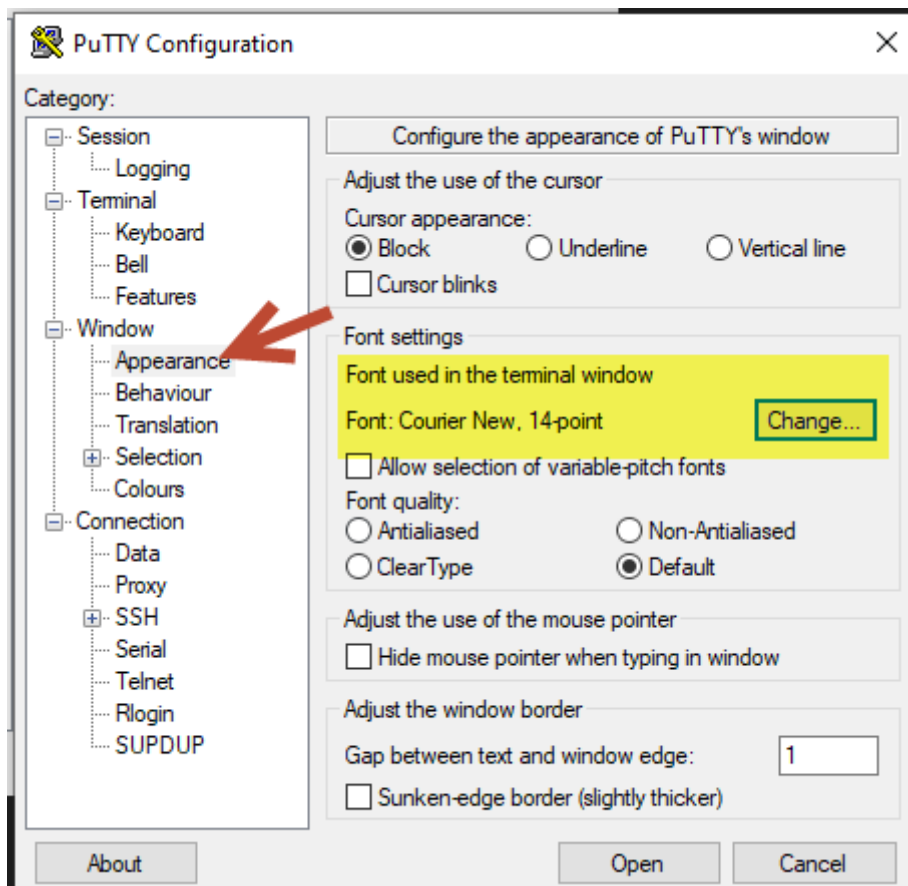 PuTTY Configuration
Category:
Session
Logging
Terminal
Keyboard
Bell
Features
Window
Appearance
Behaviour
Translation
Selection
Colours
Connection
Data
Proxy
SSH
Serial
Telnet
Rlogin
SUPDUP
Configure the appearance of PuTTY's window
Adjust the use of the cursor
Cursor appearance:
Block Underline Vertical line
Cursor blinks
Font settings
Font used in the terminal window
Font: Courier New, 14-point Change...
Allow selection of variable-pitch fonts
Font quality:
Antialiased Non-Antialiased
ClearType Default
Adjust the use of the mouse pointer
Hide mouse pointer when typing in window
Adjust the window border
Gap between text and window edge: 1
Sunken-edge border (slightly thicker)
About Open Cancel